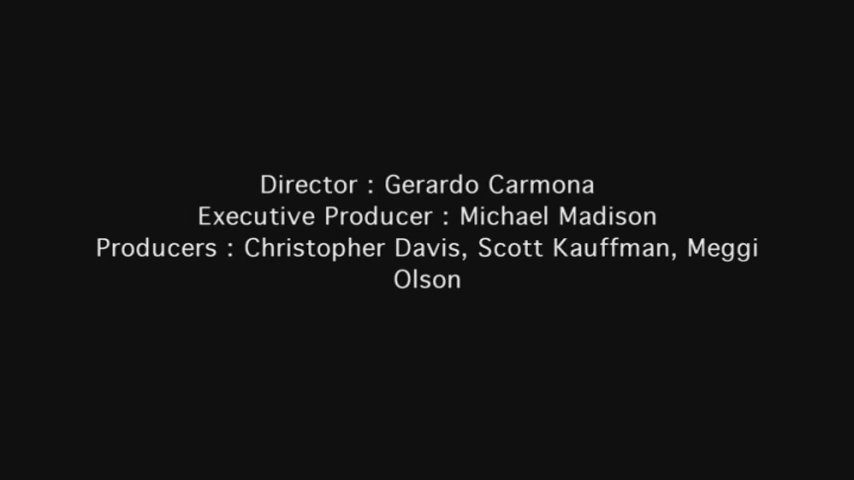 Director : Gerardo Carmona
Executive Producer : Michael Madison
Producers : Christopher Davis, Scott Kauffman, Meggi
Olson